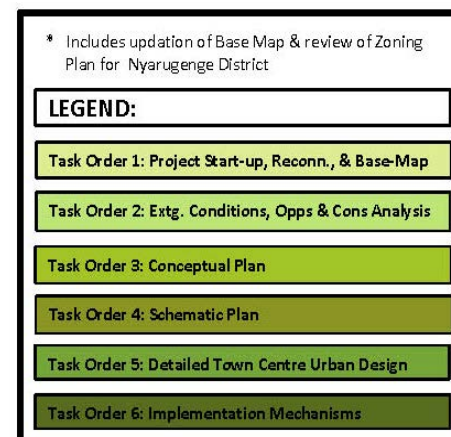 * Includes updation of Base Map & review of Zoning
Plan for Nyarugenge District
LEGEND:
Task Order 1: Project Start-up, Reconn., & Base-Map
Task Order 2: Extg. Conditions, Opps & Cons Analysis
Task Order 3: Conceptual Plan
Task Order 4: Schematic Plan
Task Order 5: Detailed Town Centre Urban Design
Task Order 6: Implementation Mechanisms